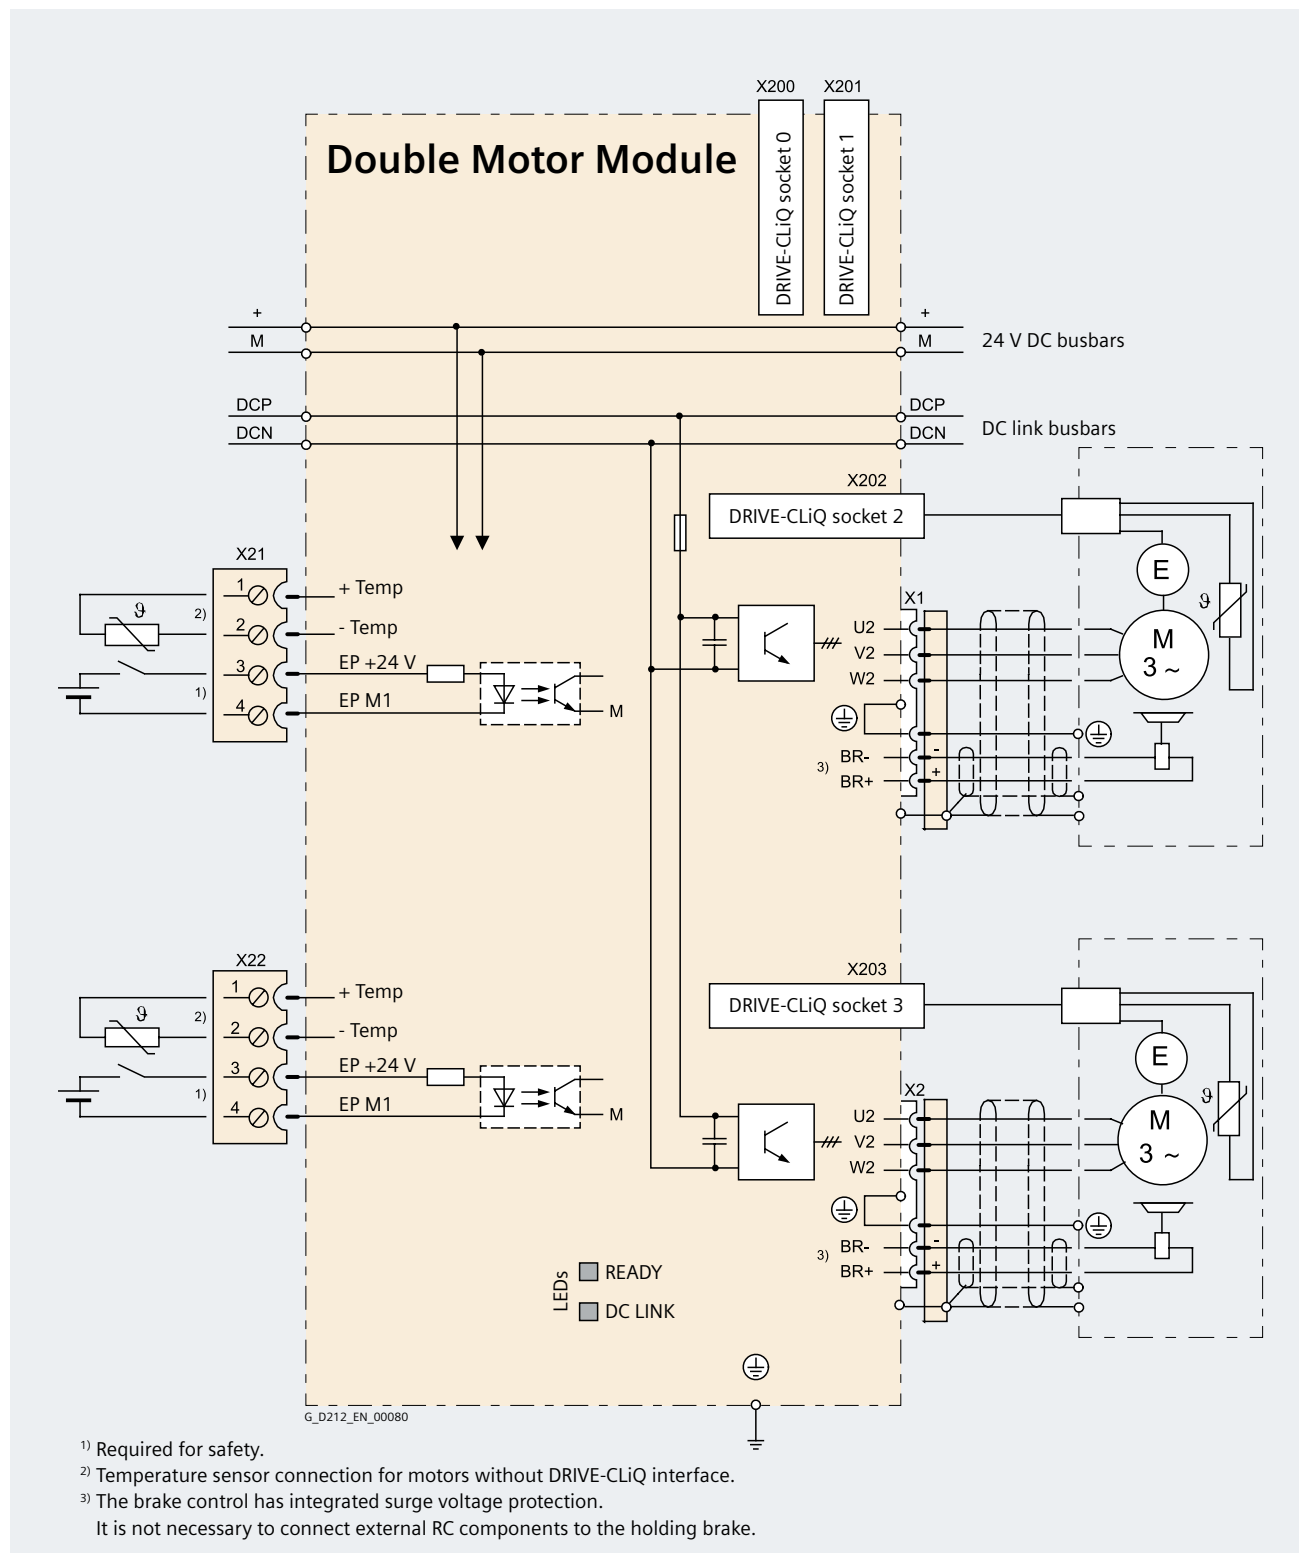 X200 X201
Double Motor Module
DRIVE-CLiQ socket 0
DRIVE-CLiQ socket 1
+ +
M M 24 V DC busbars
DCP DCP
DCN DCN DC link busbars
X202
DRIVE-CLiQ socket 2
X21
1 + Temp
2) ϑ
2 - Temp
3 EP +24 V
1)
4 EP M1
M
E
ϑ
M
3 ~
X1
U2
V2
W2
BR- -
3)
BR+ +
X203
DRIVE-CLiQ socket 3
X22
1 + Temp
2) ϑ
2 - Temp
3 EP +24 V
1)
4 EP M1
M
E
ϑ
M
3 ~
X2
U2
V2
W2
BR- -
3)
BR+ +
LEDs
READY
DC LINK
G_D212_EN_00080
1) Required for safety.
2) Temperature sensor connection for motors without DRIVE-CLiQ interface.
3) The brake control has integrated surge voltage protection.
It is not necessary to connect external RC components to the holding brake.